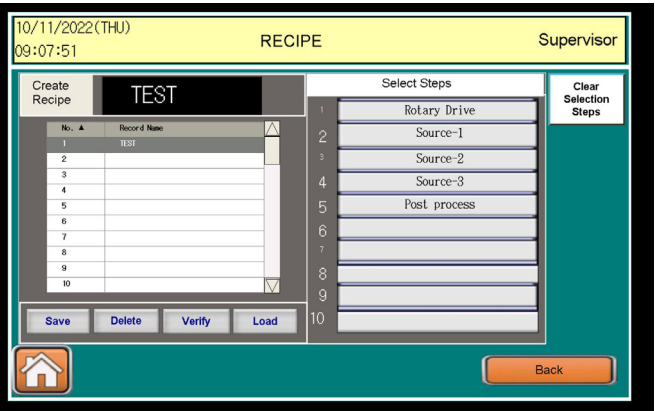 10/11/2022(THU)
09:07:51
RECIPE
Supervisor
Create
Recipe
TEST
No. ▲ Record Name
1 TEST
2
3
4
5
6
7
8
9
10
Save Delete Verify Load
Select Steps
1 Rotary Drive
2 Source-1
3 Source-2
4 Source-3
5 Post process
6
7
8
9
10
Clear
Selection
Steps
Back